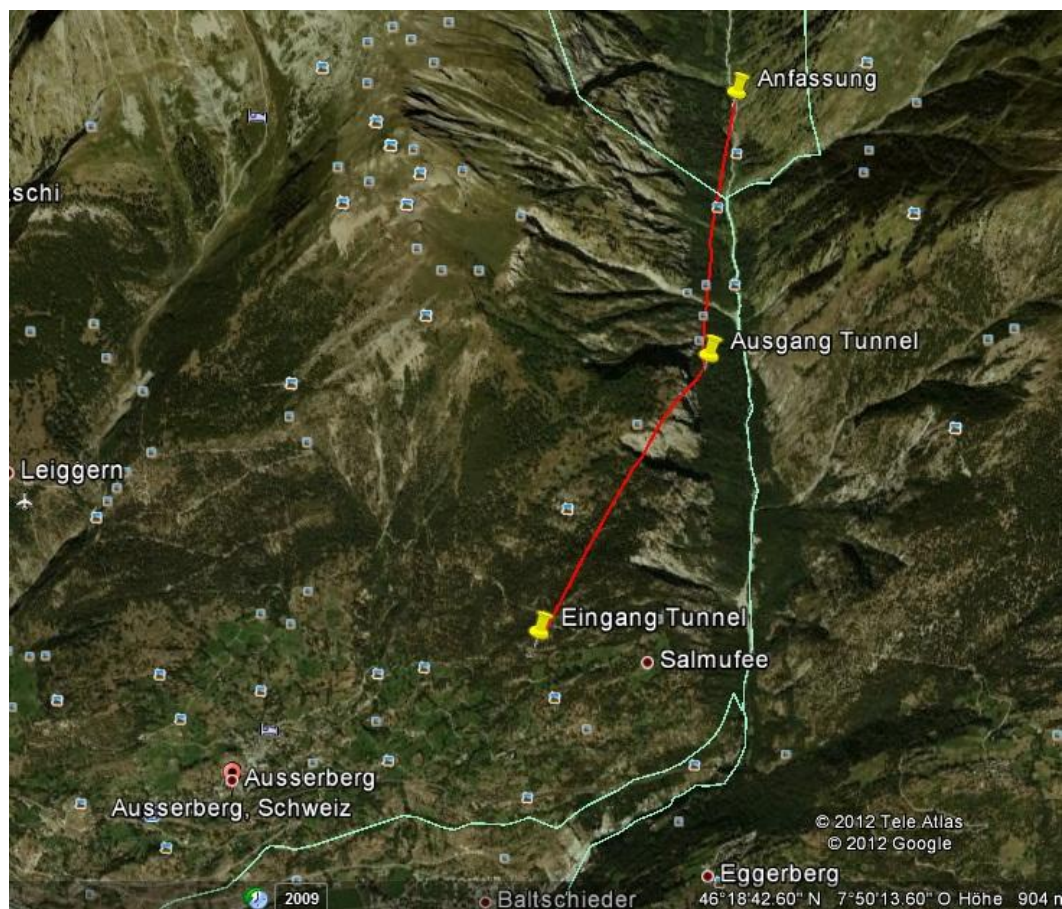 Anfassung
tschi
Ausgang Tunnel
Leiggern
Eingang Tunnel
Salmufee
Ausserberg
Ausserberg, Schweiz
© 2012 Tele Atlas
© 2012 Google
Eggerberg
2009
Baltschieder
46°18'42.60" N 7°50'13.60" O Höhe 904 m